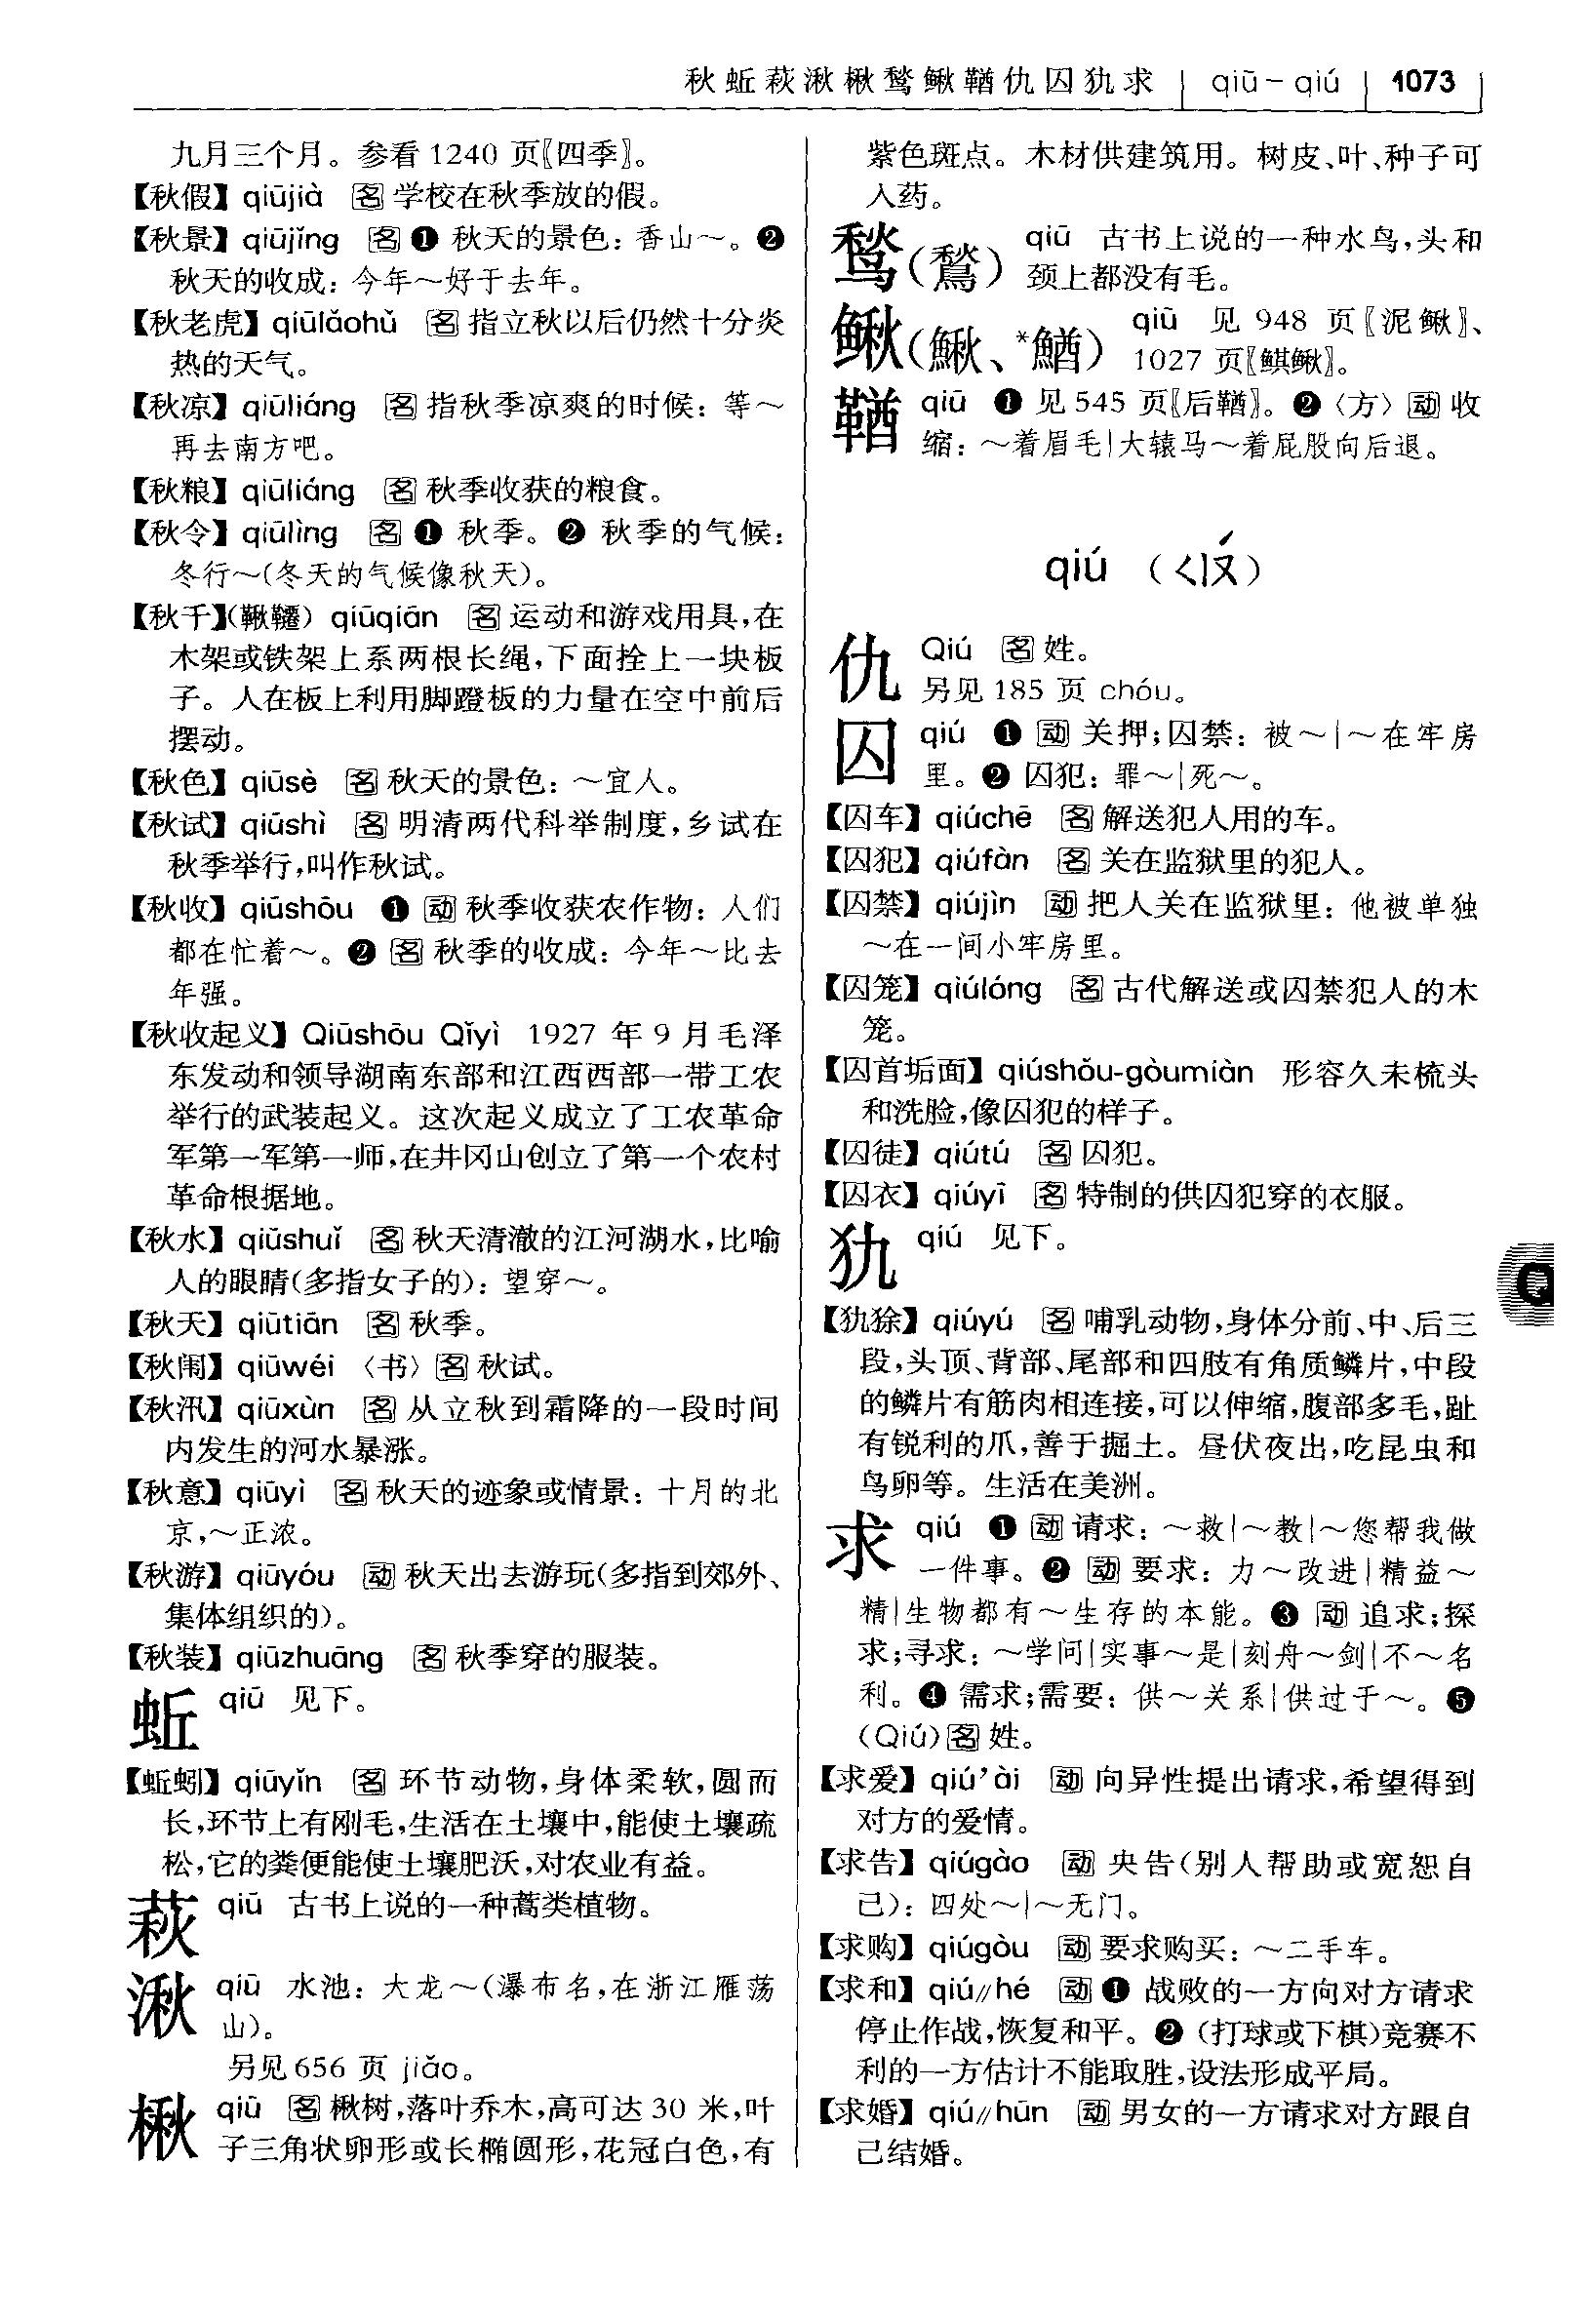 秋蚯萩湫楸鹙鳅鞧仇囚犰求 | qiū－qiú | 1073
九月三个月。参看 1240 页〖四季〗。
【秋假】qiūjià 名 学校在秋季放的假。
【秋景】qiūjǐng 名 ❶ 秋天的景色：香山～。❷
秋天的收成：今年～好于去年。
【秋老虎】qiūlǎohǔ 名 指立秋以后仍然十分炎
热的天气。
【秋凉】qiūliáng 名 指秋季凉爽的时候：等～
再去南方吧。
【秋粮】qiūliáng 名 秋季收获的粮食。
【秋令】qiūlìng 名 ❶ 秋季。❷ 秋季的气候：
冬行～(冬天的气候像秋天)。
【秋千】(鞦韆) qiūqiān 名 运动和游戏用具,在
木架或铁架上系两根长绳,下面拴上一块板
子。人在板上利用脚蹬板的力量在空中前后
摆动。
【秋色】qiūsè 名 秋天的景色：～宜人。
【秋试】qiūshì 名 明清两代科举制度,乡试在
秋季举行,叫作秋试。
【秋收】qiūshōu ❶ 动 秋季收获农作物：人们
都在忙着～。❷ 名 秋季的收成：今年～比去
年强。
【秋收起义】Qiūshōu Qǐyì 1927 年 9 月毛泽
东发动和领导湖南东部和江西西部一带工农
举行的武装起义。这次起义成立了工农革命
军第一军第一师,在井冈山创立了第一个农村
革命根据地。
【秋水】qiūshuǐ 名 秋天清澈的江河湖水,比喻
人的眼睛(多指女子的)：望穿～。
【秋天】qiūtiān 名 秋季。
【秋闱】qiūwéi 〈书〉名 秋试。
【秋汛】qiūxùn 名 从立秋到霜降的一段时间
内发生的河水暴涨。
【秋意】qiūyì 名 秋天的迹象或情景：十月的北
京,～正浓。
【秋游】qiūyóu 动 秋天出去游玩(多指到郊外、
集体组织的)。
【秋装】qiūzhuāng 名 秋季穿的服装。
蚯 qiū 见下。
【蚯蚓】qiūyǐn 名 环节动物,身体柔软,圆而
长,环节上有刚毛,生活在土壤中,能使土壤疏
松,它的粪便能使土壤肥沃,对农业有益。
萩 qiū 古书上说的一种蒿类植物。
湫 qiū 水池：大龙～(瀑布名,在浙江雁荡
山)。
另见 656 页 jiǎo。
楸 qiū 名 楸树,落叶乔木,高可达 30 米,叶
子三角状卵形或长椭圆形,花冠白色,有
紫色斑点。木材供建筑用。树皮、叶、种子可
入药。
鹙(鶖) qiū 古书上说的一种水鸟,头和
颈上都没有毛。
鳅(鰍、*鰌) qiū 见 948 页〖泥鳅〗、
1027 页〖鲯鳅〗。
鞧 qiū ❶ 见 545 页〖后鞧〗。❷〈方〉动 收
缩：～着眉毛|大辕马～着屁股向后退。
qiú （ㄑㄧㄡˊ）
仇 Qiú 名 姓。
另见 185 页 chóu。
囚 qiú ❶ 动 关押;囚禁：被～|～在牢房
里。❷ 囚犯：罪～|死～。
【囚车】qiúchē 名 解送犯人用的车。
【囚犯】qiúfàn 名 关在监狱里的犯人。
【囚禁】qiújìn 动 把人关在监狱里：他被单独
～在一间小牢房里。
【囚笼】qiúlóng 名 古代解送或囚禁犯人的木
笼。
【囚首垢面】qiúshǒu-gòumiàn 形容久未梳头
和洗脸,像囚犯的样子。
【囚徒】qiútú 名 囚犯。
【囚衣】qiúyī 名 特制的供囚犯穿的衣服。
犰 qiú 见下。
【犰狳】qiúyú 名 哺乳动物,身体分前、中、后三
段,头顶、背部、尾部和四肢有角质鳞片,中段
的鳞片有筋肉相连接,可以伸缩,腹部多毛,趾
有锐利的爪,善于掘土。昼伏夜出,吃昆虫和
鸟卵等。生活在美洲。
Q
求 qiú ❶ 动 请求：～救|～教|～您帮我做
一件事。❷ 动 要求：力～改进|精益～
精|生物都有～生存的本能。❸ 动 追求;探
求;寻求：～学问|实事～是|刻舟～剑|不～名
利。❹ 需求;需要：供～关系|供过于～。❺
(Qiú) 名 姓。
【求爱】qiú'ài 动 向异性提出请求,希望得到
对方的爱情。
【求告】qiúgào 动 央告(别人帮助或宽恕自
己)：四处～|～无门。
【求购】qiúgòu 动 要求购买：～二手车。
【求和】qiú∥hé 动 ❶ 战败的一方向对方请求
停止作战,恢复和平。❷ (打球或下棋)竞赛不
利的一方估计不能取胜,设法形成平局。
【求婚】qiú∥hūn 动 男女的一方请求对方跟自
己结婚。